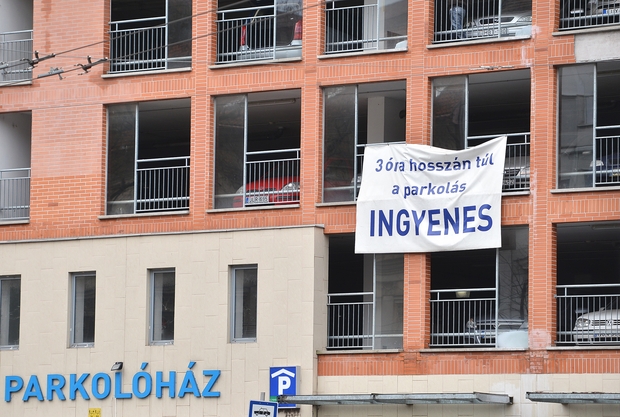 3 óra hosszán túl
a parkolás
INGYENES
PARKOLÓHÁZ
P